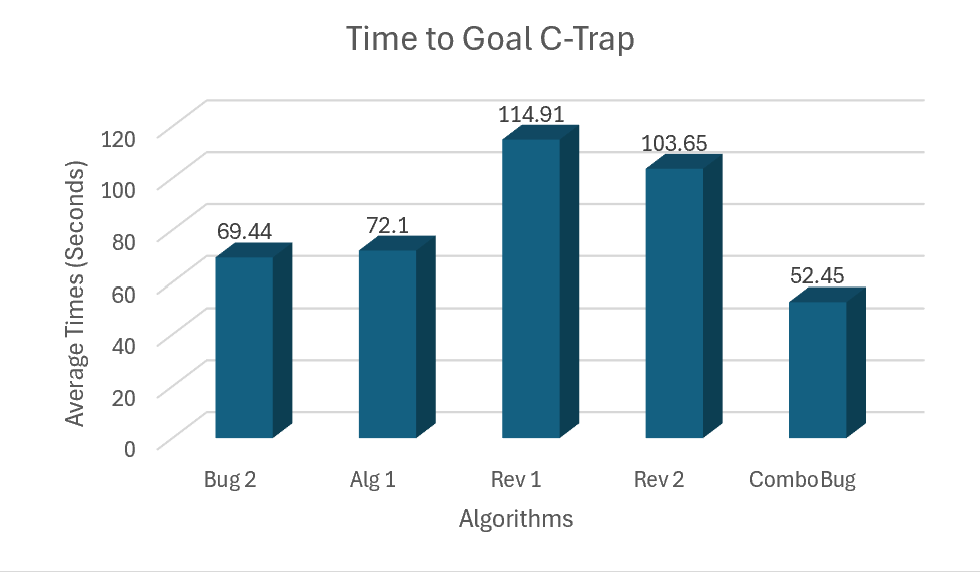 Time to Goal C-Trap
Average Times (Seconds)
120
100
80
60
40
20
0
69.44
72.1
114.91
103.65
52.45
Bug 2
Alg 1
Rev 1
Rev 2
ComboBug
Algorithms